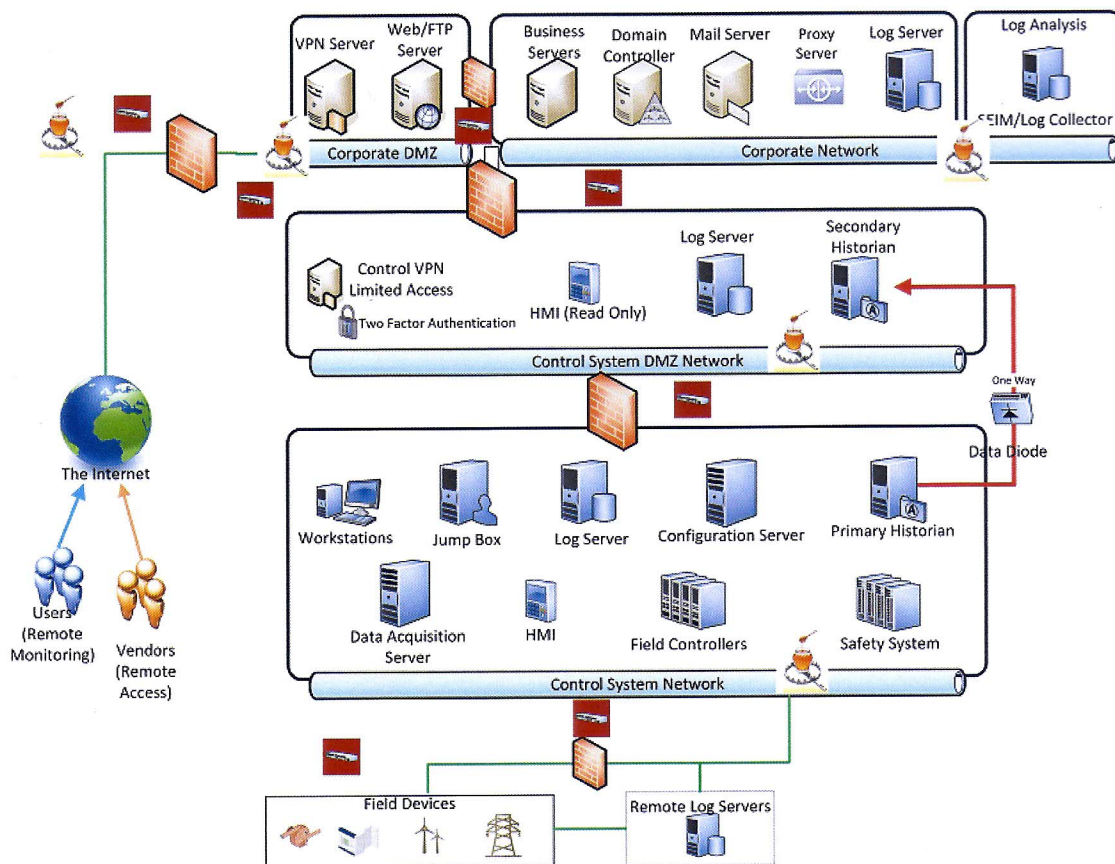 VPN Server
Web/FTP
Server
Business
Servers
Domain
Controller
Mail Server
Proxy
Server
Log Server
Log Analysis
SEIM/Log Collector
Corporate DMZ
Corporate Network
Control VPN
Limited Access
Two Factor Authentication
HMI (Read Only)
Log Server
Secondary
Historian
Control System DMZ Network
One Way
Data Diode
The Internet
Users
(Remote
Monitoring)
Vendors
(Remote
Access)
Workstations
Jump Box
Log Server
Configuration Server
Primary Historian
Data Acquisition
Server
HMI
Field Controllers
Safety System
Control System Network
Field Devices
Remote Log Servers